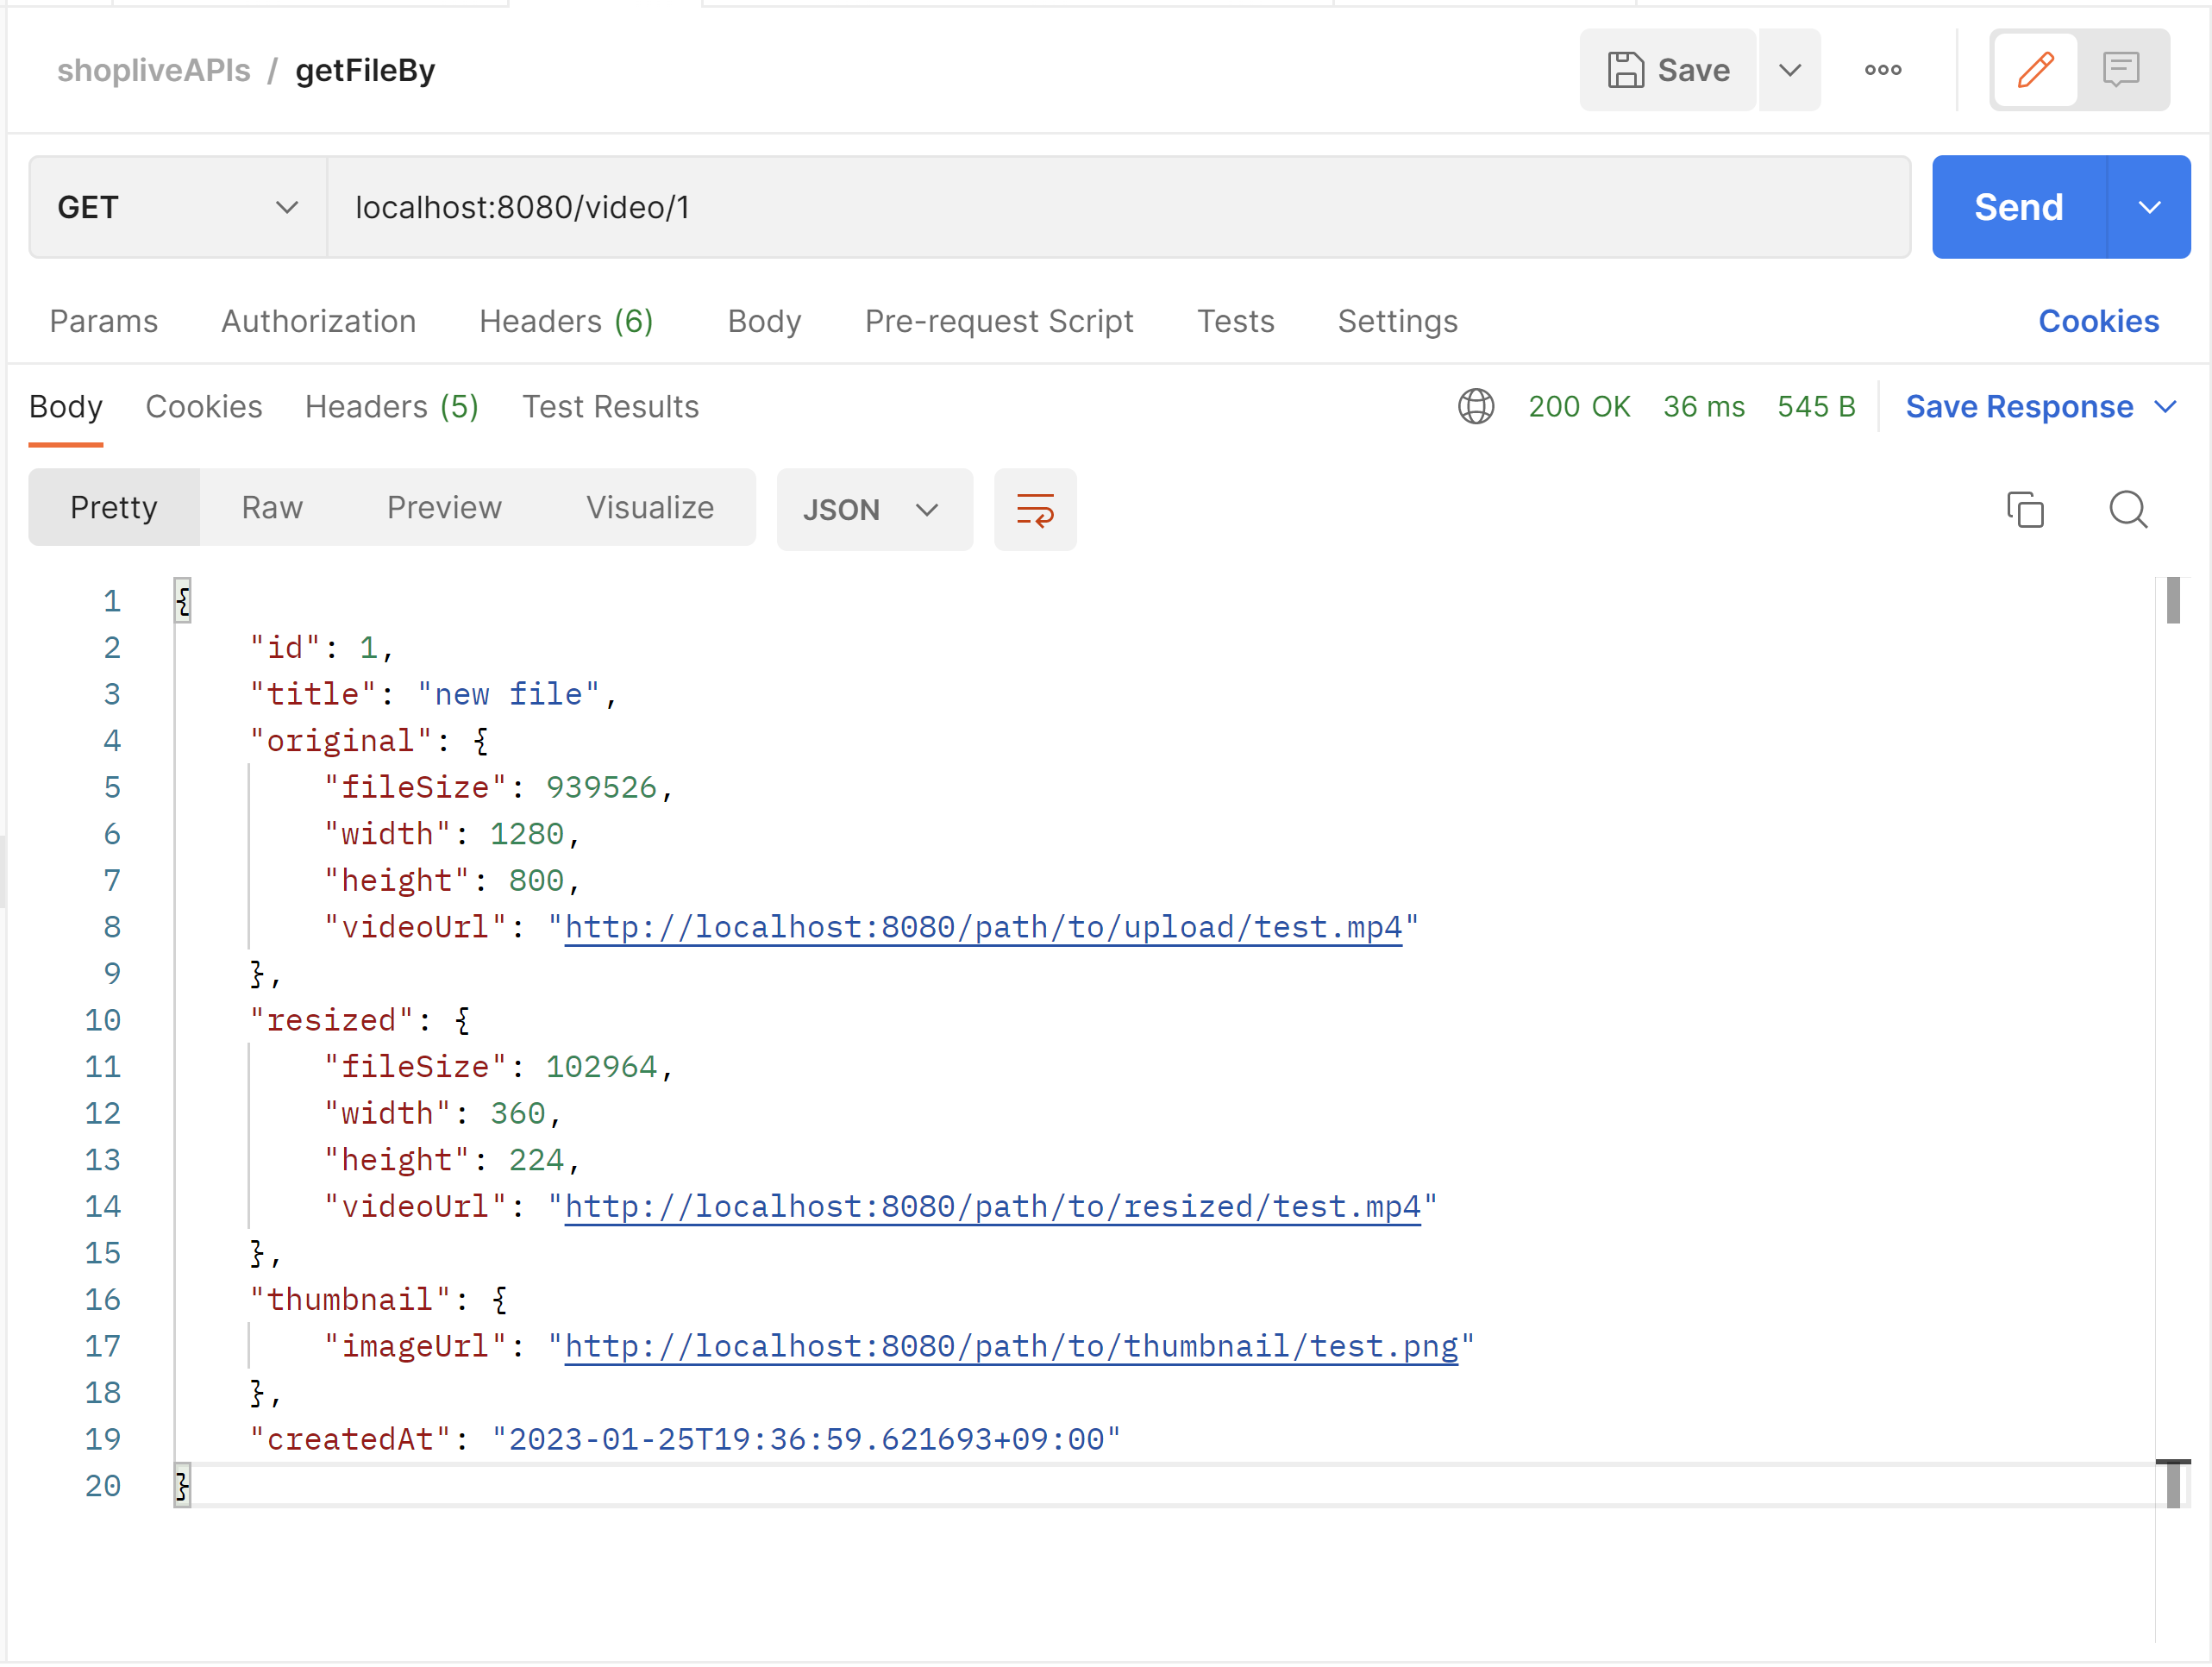 shopliveAPIs / getFileBy
Save
GET localhost:8080/video/1 Send
Params Authorization Headers (6) Body Pre-request Script Tests Settings Cookies
Body Cookies Headers (5) Test Results 200 OK 36 ms 545 B Save Response
Pretty Raw Preview Visualize JSON
1 {
2 "id": 1,
3 "title": "new file",
4 "original": {
5 "fileSize": 939526,
6 "width": 1280,
7 "height": 800,
8 "videoUrl": "http://localhost:8080/path/to/upload/test.mp4"
9 },
10 "resized": {
11 "fileSize": 102964,
12 "width": 360,
13 "height": 224,
14 "videoUrl": "http://localhost:8080/path/to/resized/test.mp4"
15 },
16 "thumbnail": {
17 "imageUrl": "http://localhost:8080/path/to/thumbnail/test.png"
18 },
19 "createdAt": "2023-01-25T19:36:59.621693+09:00"
20 }